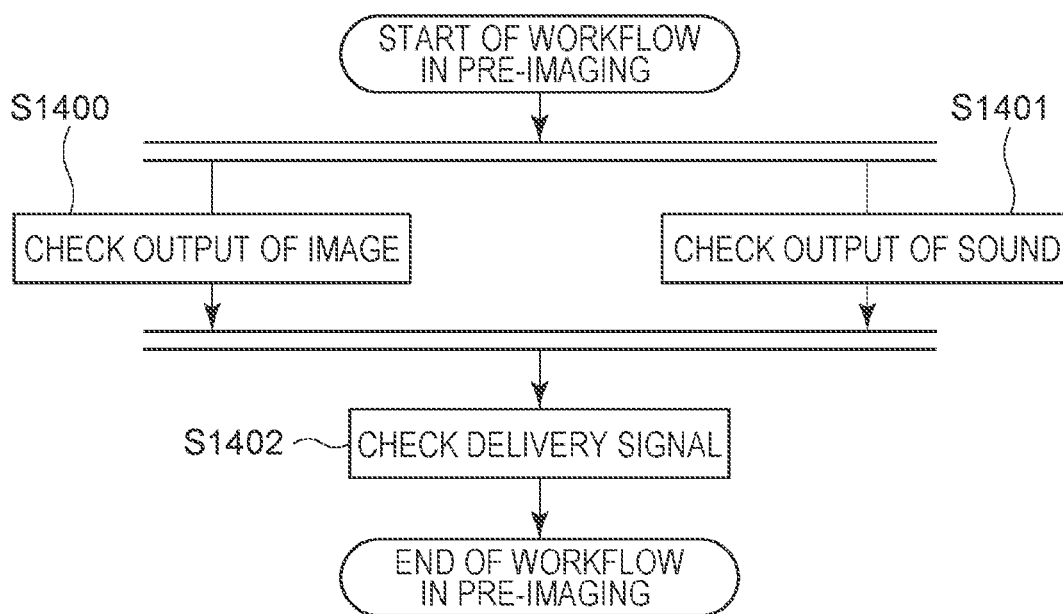 START OF WORKFLOW
IN PRE-IMAGING
S1400
S1401
CHECK OUTPUT OF IMAGE
CHECK OUTPUT OF SOUND
S1402
CHECK DELIVERY SIGNAL
END OF WORKFLOW
IN PRE-IMAGING